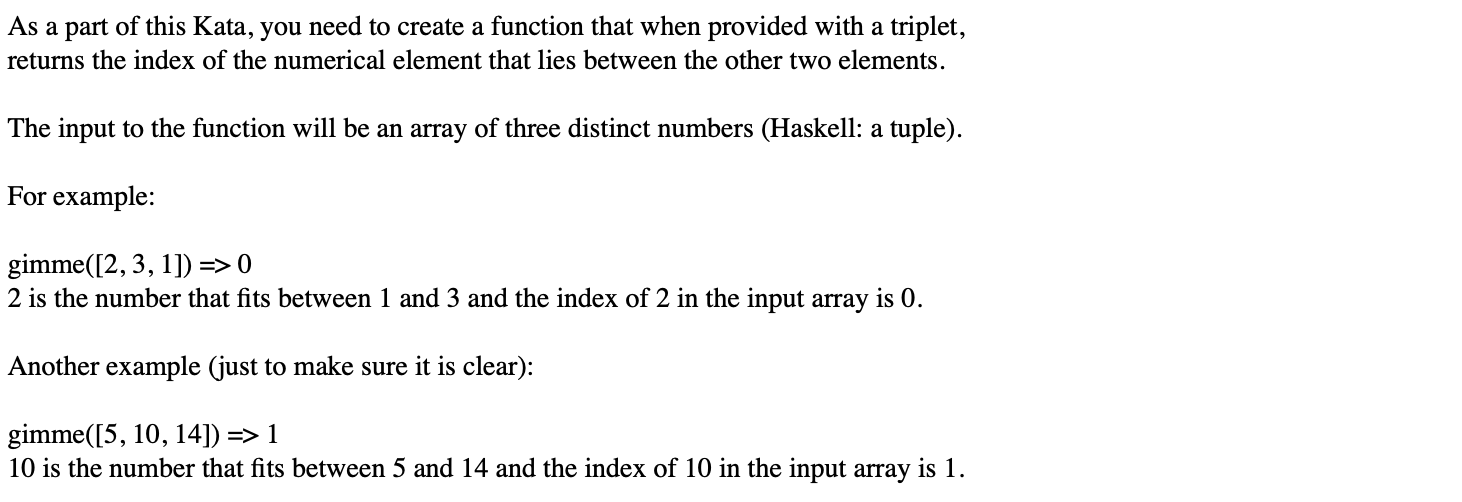 As a part of this Kata, you need to create a function that when provided with a triplet,
returns the index of the numerical element that lies between the other two elements.
The input to the function will be an array of three distinct numbers (Haskell: a tuple).
For example:
gimme([2, 3, 1]) => 0
2 is the number that fits between 1 and 3 and the index of 2 in the input array is 0.
Another example (just to make sure it is clear):
gimme([5, 10, 14]) => 1
10 is the number that fits between 5 and 14 and the index of 10 in the input array is 1.